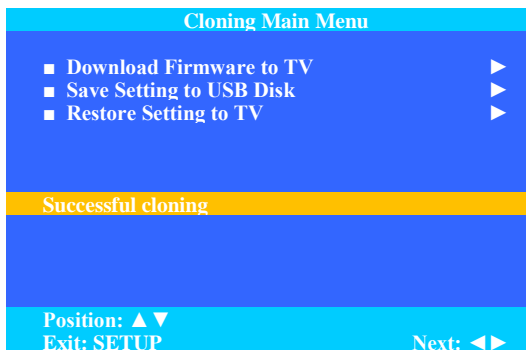 Cloning Main Menu
■ Download Firmware to TV ►
■ Save Setting to USB Disk ►
■ Restore Setting to TV ►
Successful cloning
Position: ▲▼
Exit: SETUP Next: ◄►